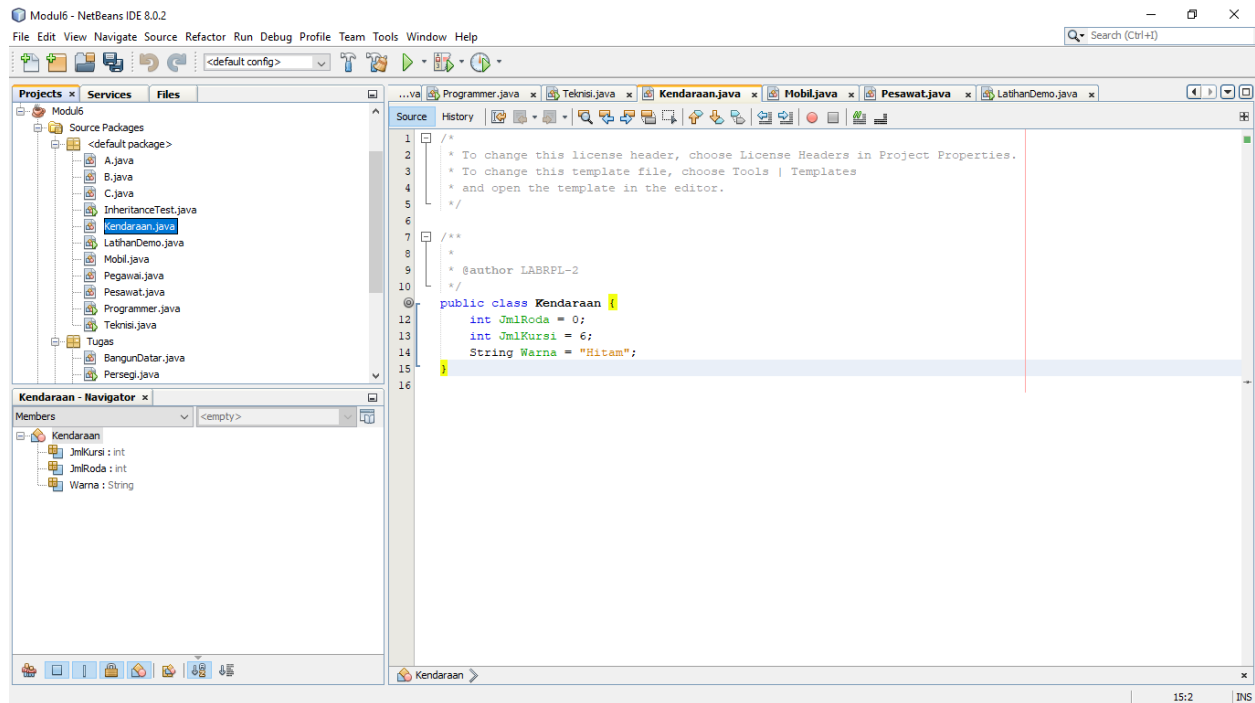 Modul6 - NetBeans IDE 8.0.2
File Edit View Navigate Source Refactor Run Debug Profile Team Tools Window Help
Search (Ctrl+I)
<default config>
Projects × Services Files
Modul6
Source Packages
<default package>
A.java
B.java
C.java
InheritanceTest.java
Kendaraan.java
LatihanDemo.java
Mobil.java
Pegawai.java
Pesawat.java
Programmer.java
Teknisi.java
Tugas
BangunDatar.java
Persegi.java
Kendaraan - Navigator ×
Members <empty>
Kendaraan
JmlKursi : int
JmlRoda : int
Warna : String
...va Programmer.java × Teknisi.java × Kendaraan.java × Mobil.java × Pesawat.java × LatihanDemo.java ×
Source History
1 /*
2 * To change this license header, choose License Headers in Project Properties.
3 * To change this template file, choose Tools | Templates
4 * and open the template in the editor.
5 */
6
7 /**
8 *
9 * @author LABRPL-2
10 */
public class Kendaraan {
12 int JmlRoda = 0;
13 int JmlKursi = 6;
14 String Warna = "Hitam";
15 }
16
Kendaraan
15:2 INS